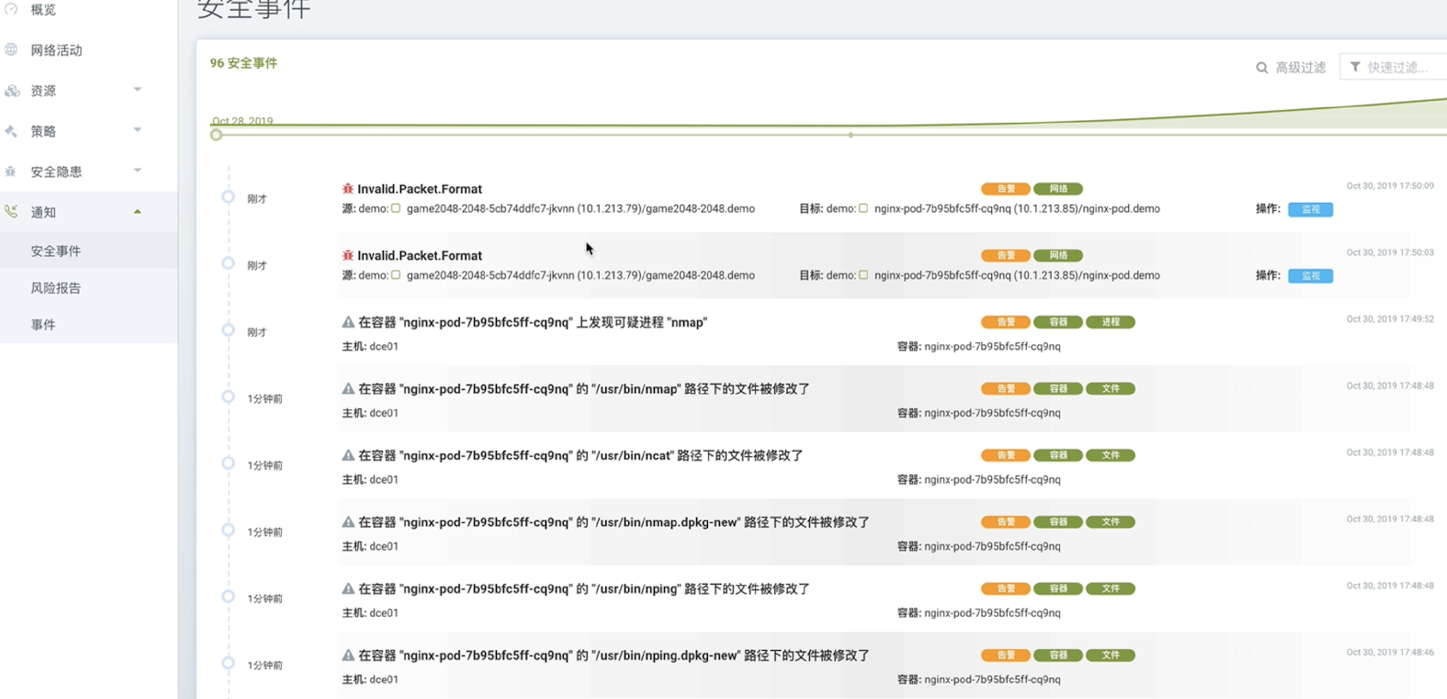 概览
网络活动
资源
策略
安全隐患
通知
安全事件
风险报告
事件
安全事件
96 安全事件
高级过滤
快速过滤...
Oct 28, 2019
刚才
Invalid.Packet.Format
告警 网络
Oct 30, 2019 17:50:09
源: demo: game2048-2048-5cb74ddfc7-jkvnn (10.1.213.79)/game2048-2048.demo
目标: demo: nginx-pod-7b95bfc5ff-cq9nq (10.1.213.85)/nginx-pod.demo
操作: 监视
刚才
Invalid.Packet.Format
告警 网络
Oct 30, 2019 17:50:03
源: demo: game2048-2048-5cb74ddfc7-jkvnn (10.1.213.79)/game2048-2048.demo
目标: demo: nginx-pod-7b95bfc5ff-cq9nq (10.1.213.85)/nginx-pod.demo
操作: 监视
刚才
在容器 "nginx-pod-7b95bfc5ff-cq9nq" 上发现可疑进程 "nmap"
告警 容器 进程
Oct 30, 2019 17:49:52
主机: dce01
容器: nginx-pod-7b95bfc5ff-cq9nq
1分钟前
在容器 "nginx-pod-7b95bfc5ff-cq9nq" 的 "/usr/bin/nmap" 路径下的文件被修改了
告警 容器 文件
Oct 30, 2019 17:48:48
主机: dce01
容器: nginx-pod-7b95bfc5ff-cq9nq
1分钟前
在容器 "nginx-pod-7b95bfc5ff-cq9nq" 的 "/usr/bin/ncat" 路径下的文件被修改了
告警 容器 文件
Oct 30, 2019 17:48:48
主机: dce01
容器: nginx-pod-7b95bfc5ff-cq9nq
1分钟前
在容器 "nginx-pod-7b95bfc5ff-cq9nq" 的 "/usr/bin/nmap.dpkg-new" 路径下的文件被修改了
告警 容器 文件
Oct 30, 2019 17:48:48
主机: dce01
容器: nginx-pod-7b95bfc5ff-cq9nq
1分钟前
在容器 "nginx-pod-7b95bfc5ff-cq9nq" 的 "/usr/bin/nping" 路径下的文件被修改了
告警 容器 文件
Oct 30, 2019 17:48:48
主机: dce01
容器: nginx-pod-7b95bfc5ff-cq9nq
1分钟前
在容器 "nginx-pod-7b95bfc5ff-cq9nq" 的 "/usr/bin/nping.dpkg-new" 路径下的文件被修改了
告警 容器 文件
Oct 30, 2019 17:48:46
主机: dce01
容器: nginx-pod-7b95bfc5ff-cq9nq